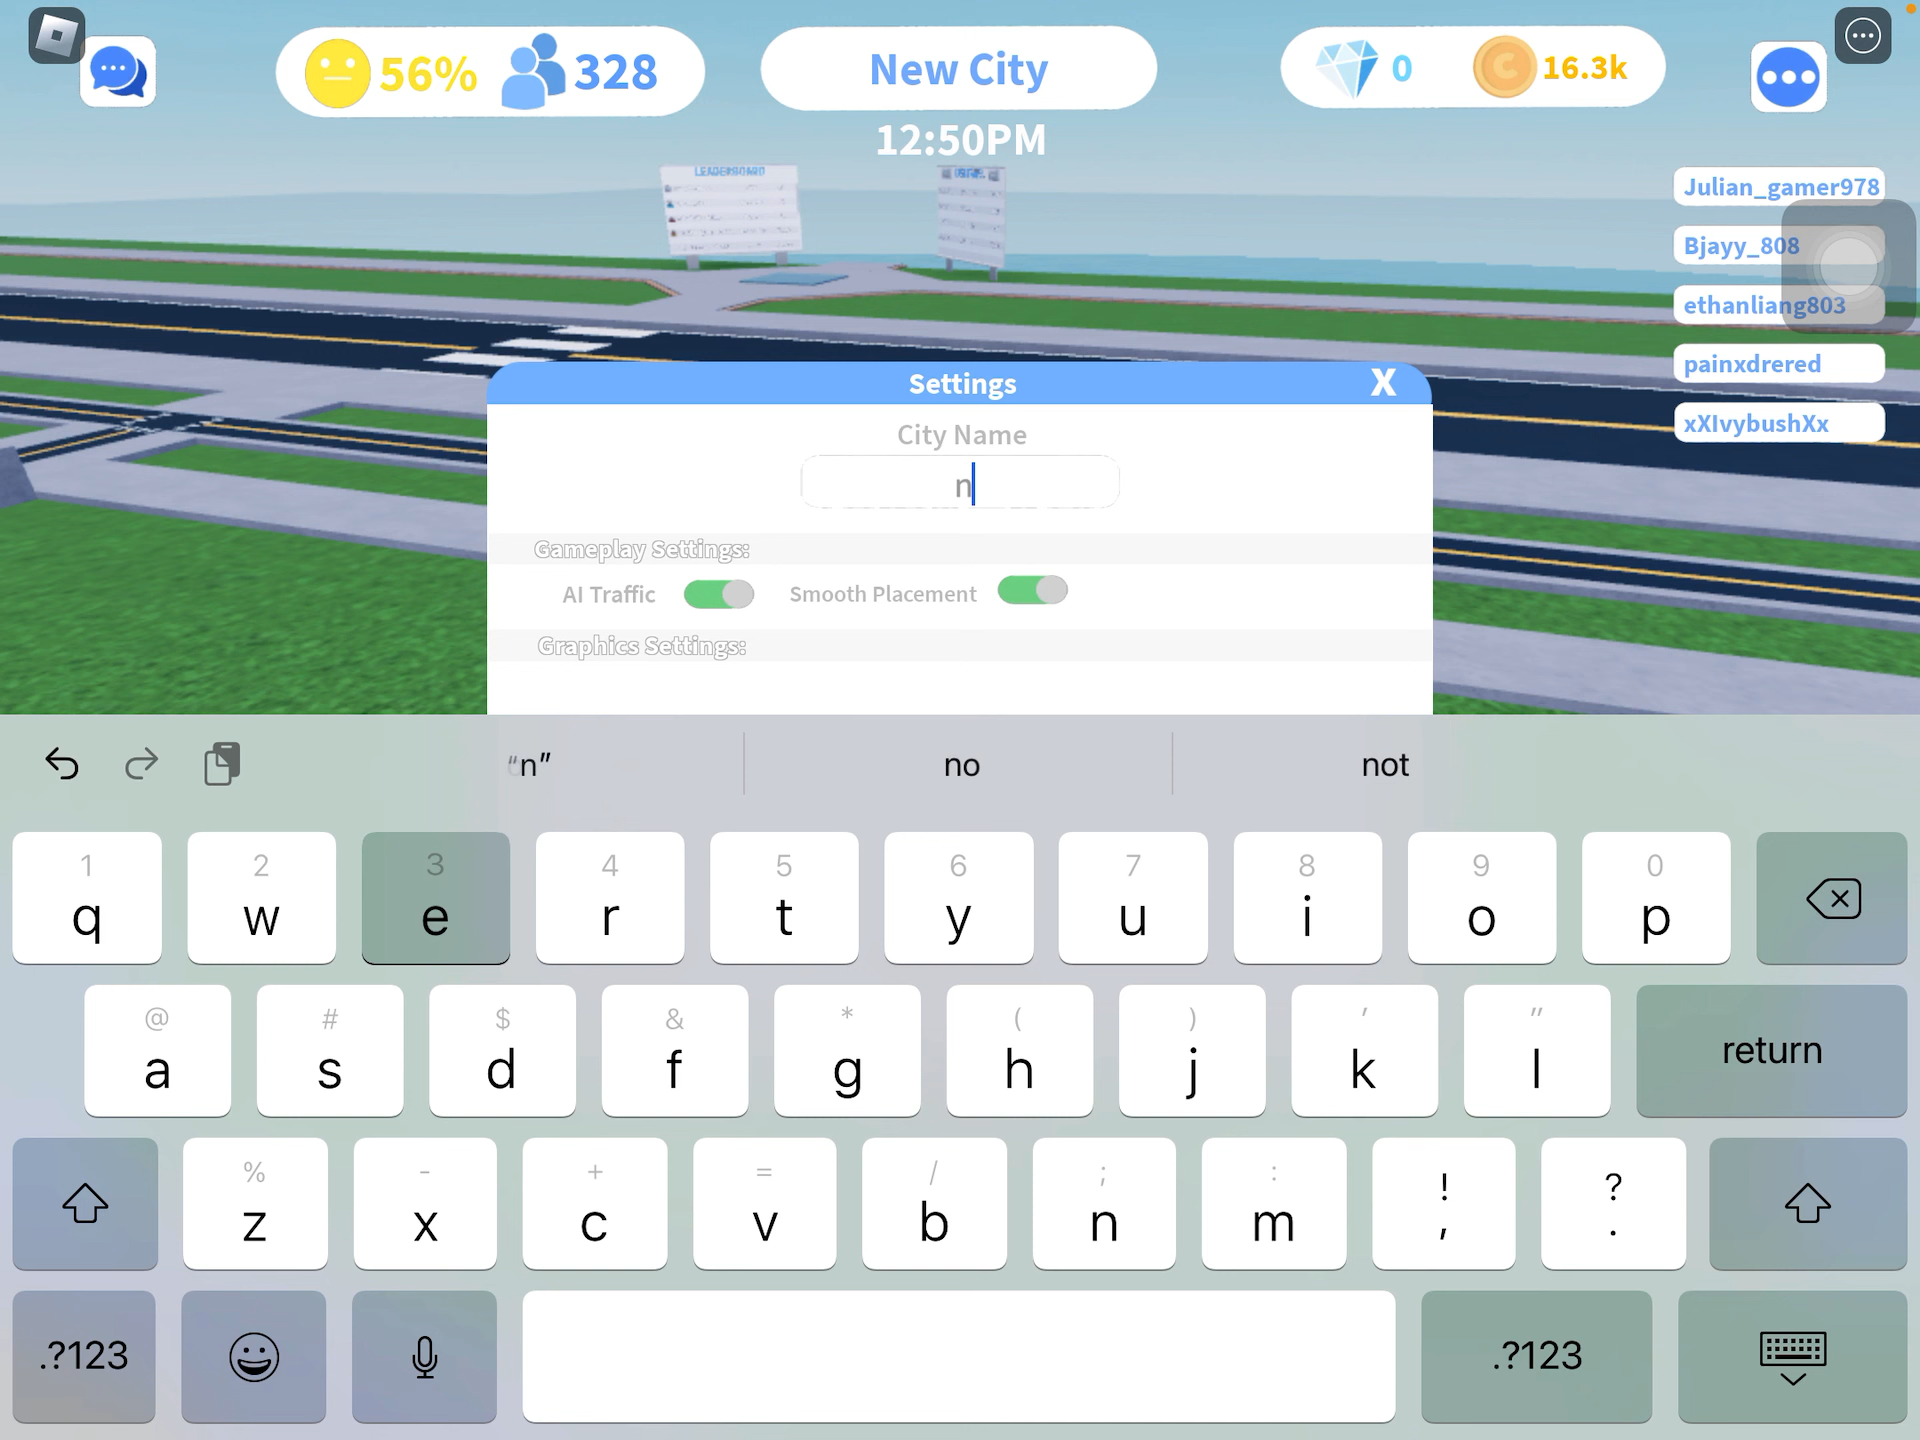 56% 328 New City 0 16.3k
12:50PM
LEADERBOARD
Julian_gamer978
Bjayy_808
ethanliang803
painxdrered
xXIvybushXx
Settings X
City Name
n
Gameplay Settings:
AI Traffic Smooth Placement
Graphics Settings:
“n” no not
1 2 3 4 5 6 7 8 9 0
q w e r t y u i o p
@ # $ & * ( ) ' "
a s d f g h j k l return
% - + = / ; : ! ?
z x c v b n m , .
.?123 .?123